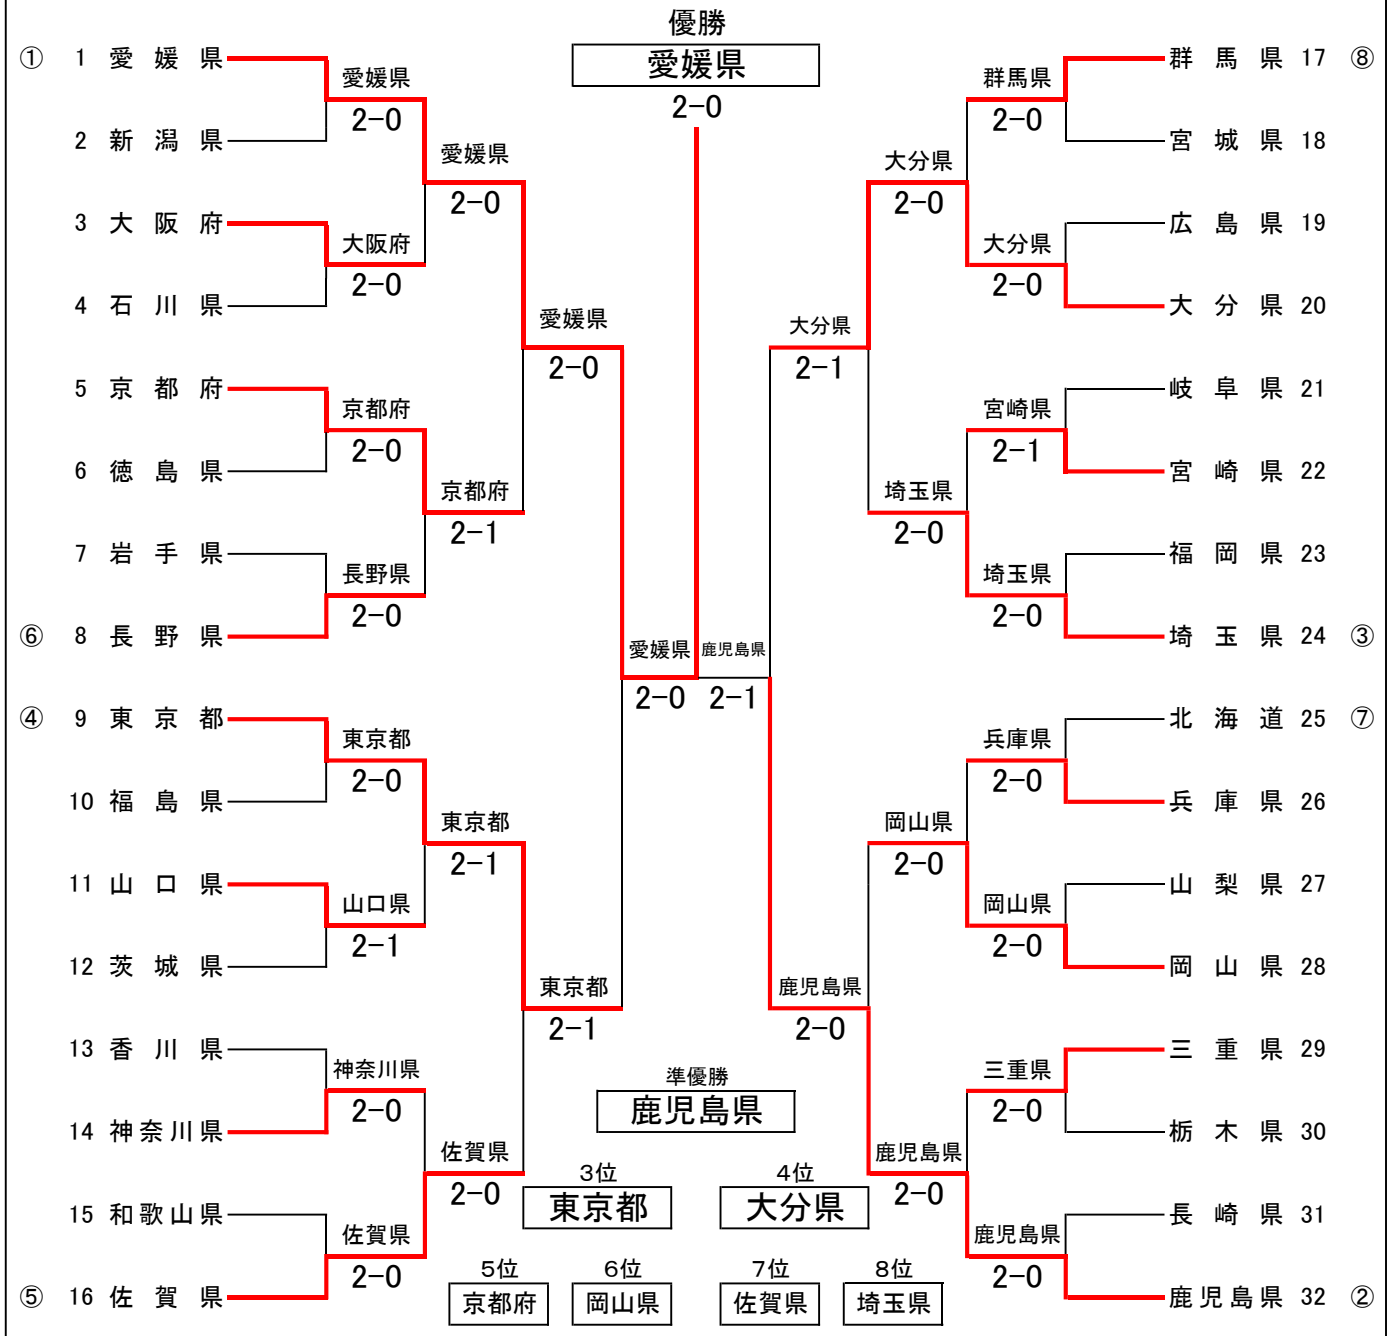 優勝
愛媛県
2-0
① 1 愛媛県
愛媛県
2-0
2 新潟県
愛媛県
2-0
3 大阪府
大阪府
2-0
4 石川県
愛媛県
2-0
5 京都府
京都府
2-0
6 徳島県
京都府
2-1
7 岩手県
長野県
2-0
⑥ 8 長野県
愛媛県
2-0
④ 9 東京都
東京都
2-0
10 福島県
東京都
2-1
11 山口県
山口県
2-1
12 茨城県
東京都
2-1
13 香川県
神奈川県
2-0
14 神奈川県
佐賀県
2-0
15 和歌山県
佐賀県
2-0
⑤ 16 佐賀県
群馬県 17 ⑧
群馬県
2-0
宮城県 18
大分県
2-0
広島県 19
大分県
2-0
大分県 20
大分県
2-1
岐阜県 21
宮崎県
2-1
宮崎県 22
埼玉県
2-0
福岡県 23
埼玉県
2-0
埼玉県 24 ③
鹿児島県
2-1
北海道 25 ⑦
兵庫県
2-0
兵庫県 26
岡山県
2-0
山梨県 27
岡山県
2-0
岡山県 28
鹿児島県
2-0
三重県 29
三重県
2-0
栃木県 30
鹿児島県
2-0
長崎県 31
鹿児島県
2-0
鹿児島県 32 ②
準優勝
鹿児島県
3位
東京都
4位
大分県
5位
京都府
6位
岡山県
7位
佐賀県
8位
埼玉県